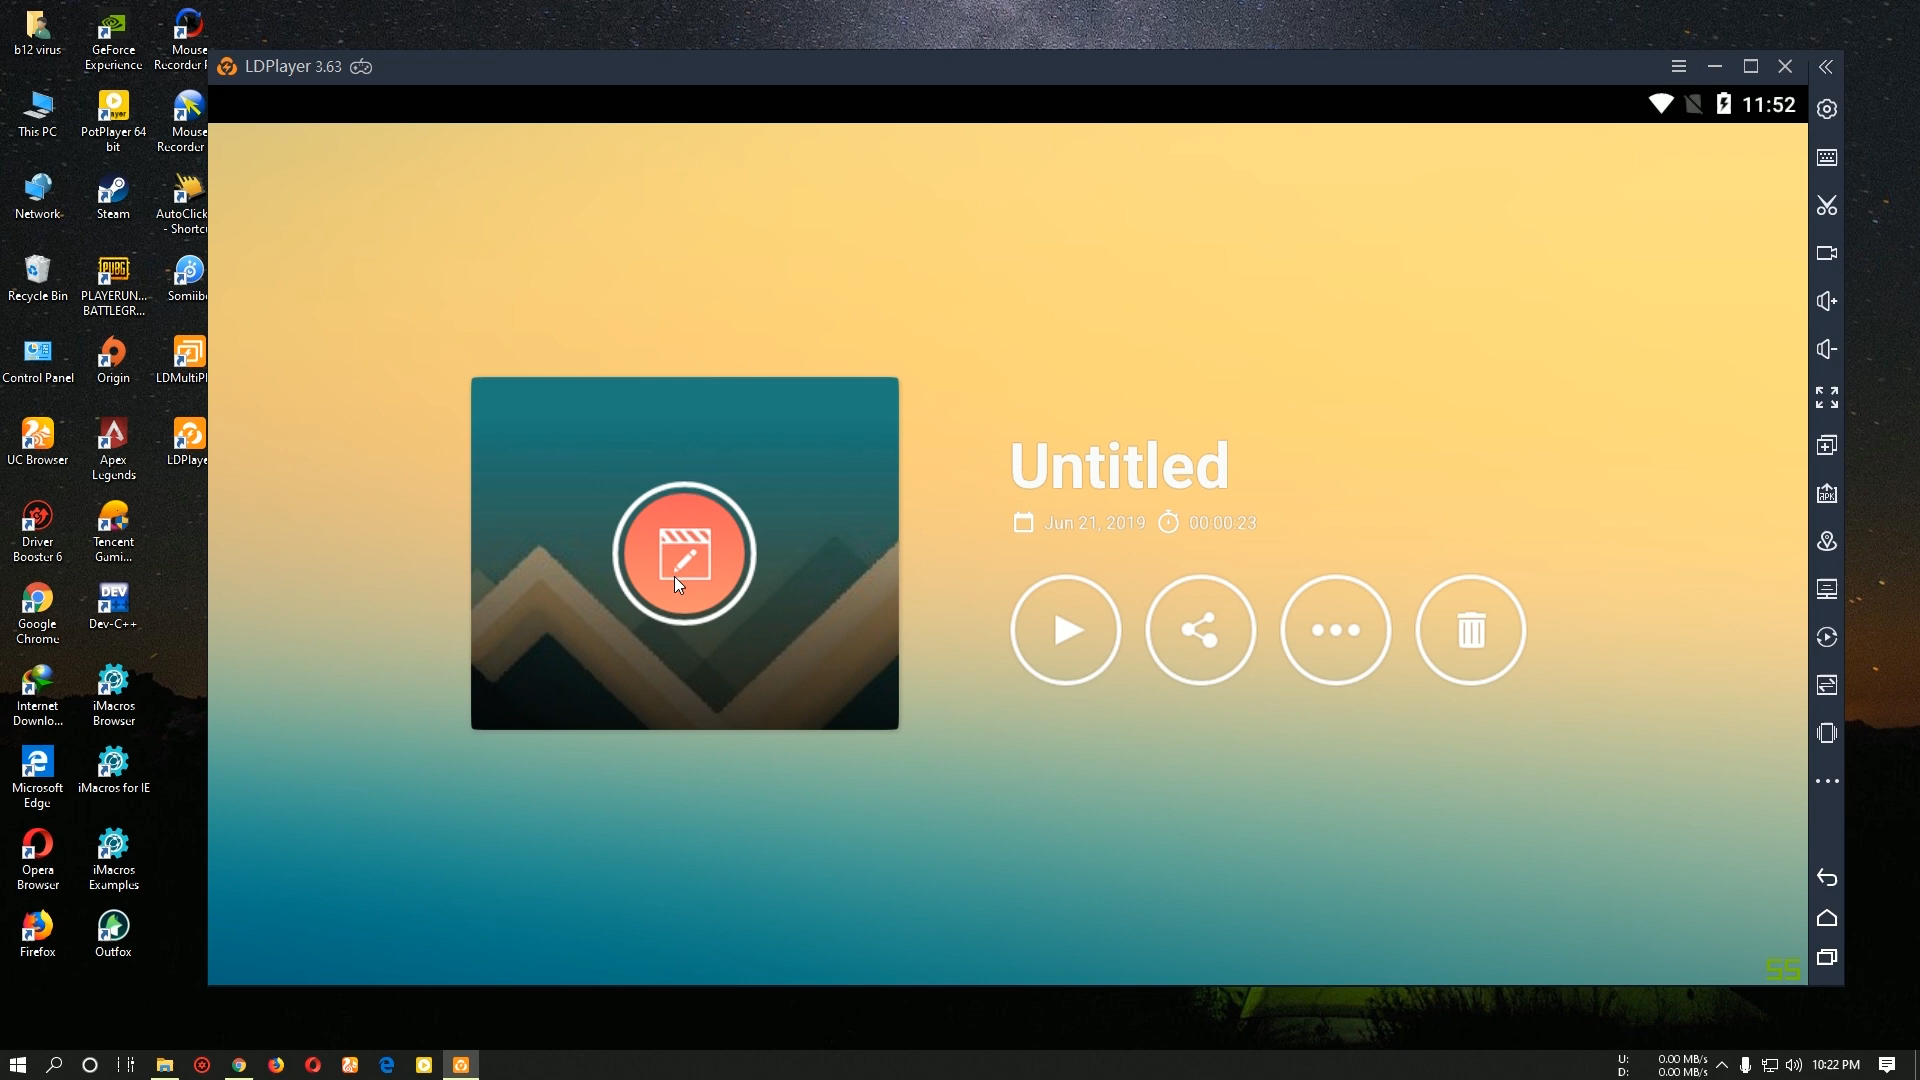 b12 virus
GeForce
Experience
Mouse
Recorder
This PC
PotPlayer 64
bit
Mouse
Recorder
Network
Steam
AutoClick
- Shortc
Recycle Bin
PLAYERUN...
BATTLEGR...
Somiib
Control Panel
Origin
LDMultiPl
UC Browser
Apex
Legends
LDPlaye
Driver
Booster 6
Tencent
Gami...
Google
Chrome
Dev-C++
Internet
Downlo...
iMacros
Browser
Microsoft
Edge
iMacros for IE
Opera
Browser
iMacros
Examples
Firefox
Outfox
LDPlayer 3.63
11:52
Untitled
Jun 21, 2019 00:00:23
55
U: 0.00 MB/s
D: 0.00 MB/s
10:22 PM